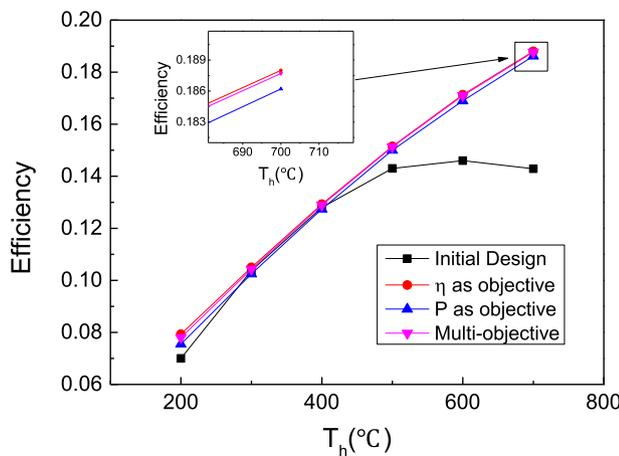 0.20
0.18
0.16
0.14
0.12
0.10
0.08
0.06
Efficiency
200 400 600 800
T_h(℃)
0.189
0.186
0.183
Efficiency
690 700 710
T_h(℃)
Initial Design
η as objective
P as objective
Multi-objective